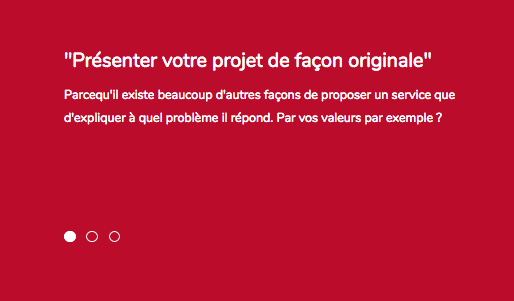 "Présenter votre projet de façon originale"
Parcequ'il existe beaucoup d'autres façons de proposer un service que
d'expliquer à quel problème il répond. Par vos valeurs par exemple ?